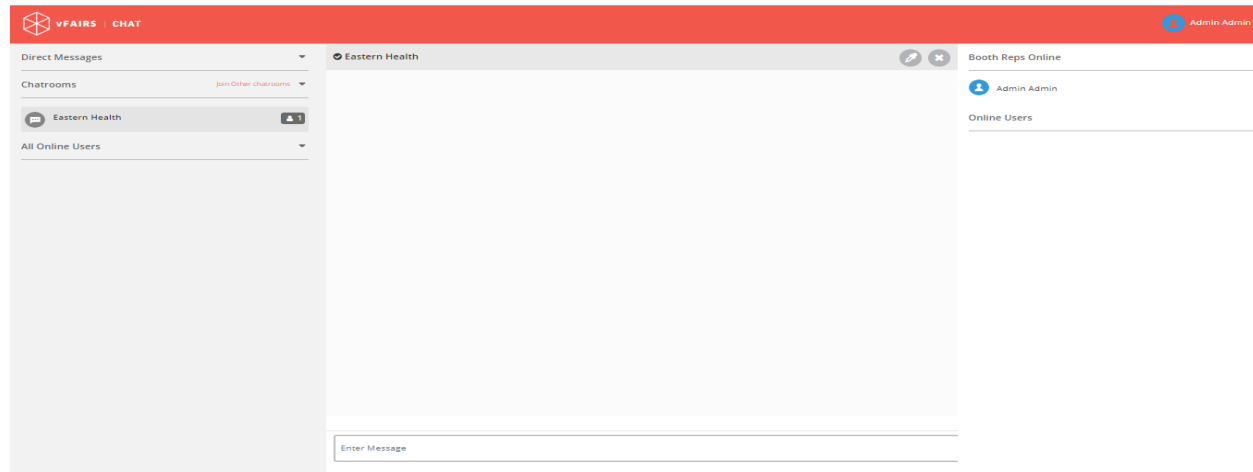 vFAIRS | CHAT
Admin Admin
Direct Messages
Chatrooms
Join Other chatrooms
Eastern Health
1
All Online Users
Eastern Health
Enter Message
Booth Reps Online
Admin Admin
Online Users